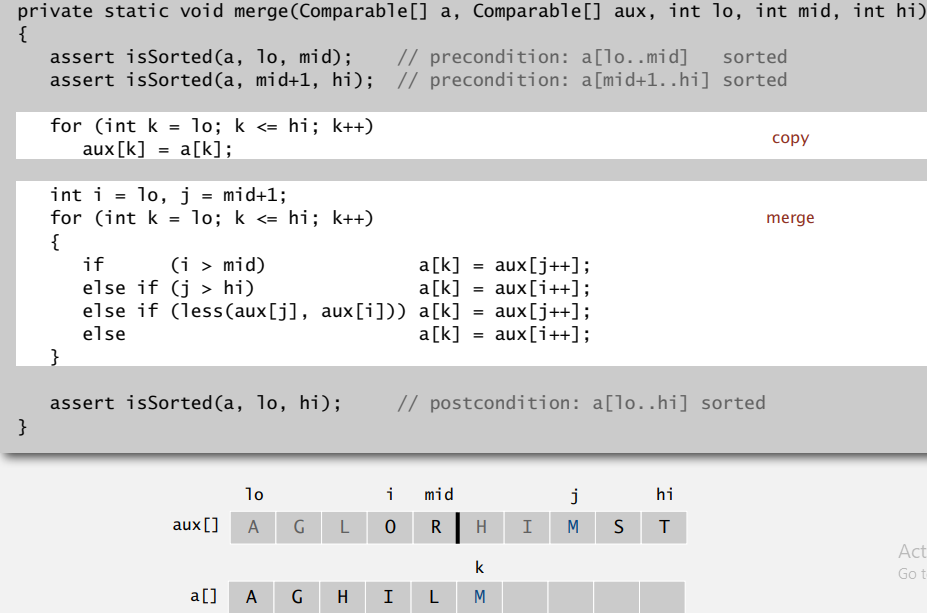 private static void merge(Comparable[] a, Comparable[] aux, int lo, int mid, int hi)
{
   assert isSorted(a, lo, mid);    // precondition: a[lo..mid]   sorted
   assert isSorted(a, mid+1, hi);  // precondition: a[mid+1..hi] sorted
   for (int k = lo; k <= hi; k++)
      aux[k] = a[k];
copy
   int i = lo, j = mid+1;
   for (int k = lo; k <= hi; k++)
merge
   {
      if      (i > mid)              a[k] = aux[j++];
      else if (j > hi)               a[k] = aux[i++];
      else if (less(aux[j], aux[i])) a[k] = aux[j++];
      else                           a[k] = aux[i++];
   }
   assert isSorted(a, lo, hi);     // postcondition: a[lo..hi] sorted
}
lo i mid j hi
aux[] A G L O R H I M S T
k
a[] A G H I L M
Act
Go t